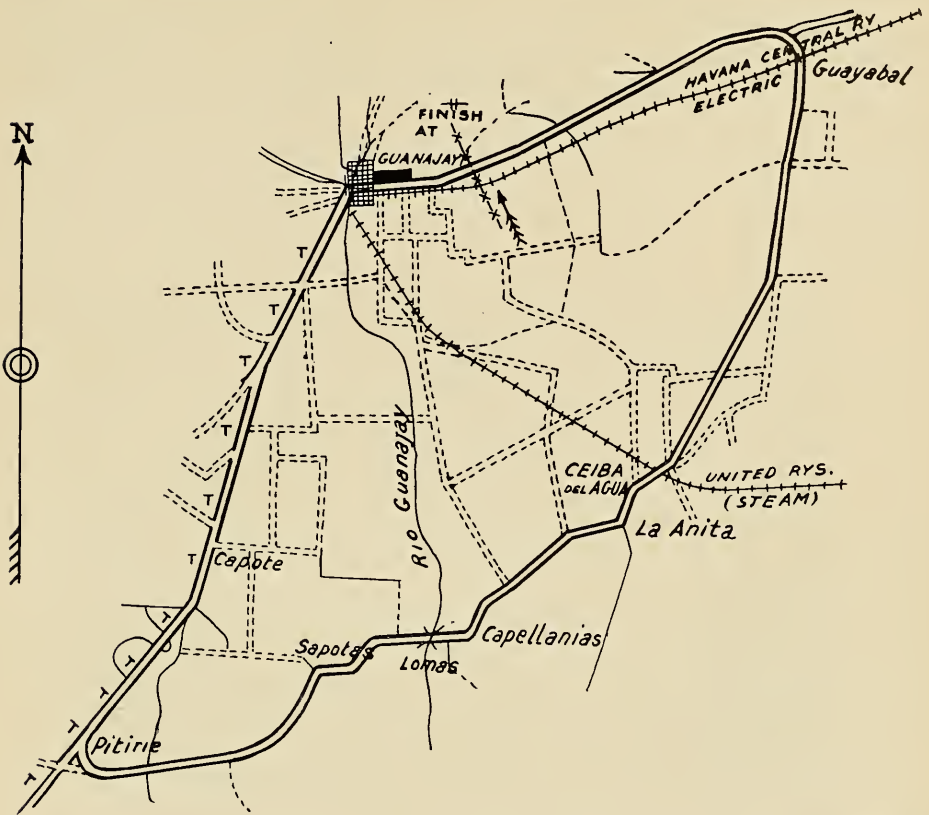 HAVANA CENTRAL RY
ELECTRIC
Guayabal
FINISH
AT
GUANAJAY
N
T
T
T
T
T
T
T
T
T
T
T
T
RIO Guanajay
CEIBA
DEL AGUA
UNITED RYS.
(STEAM)
La Anita
Capote
Capellanias
Sapotas
Lomas
Pitirie